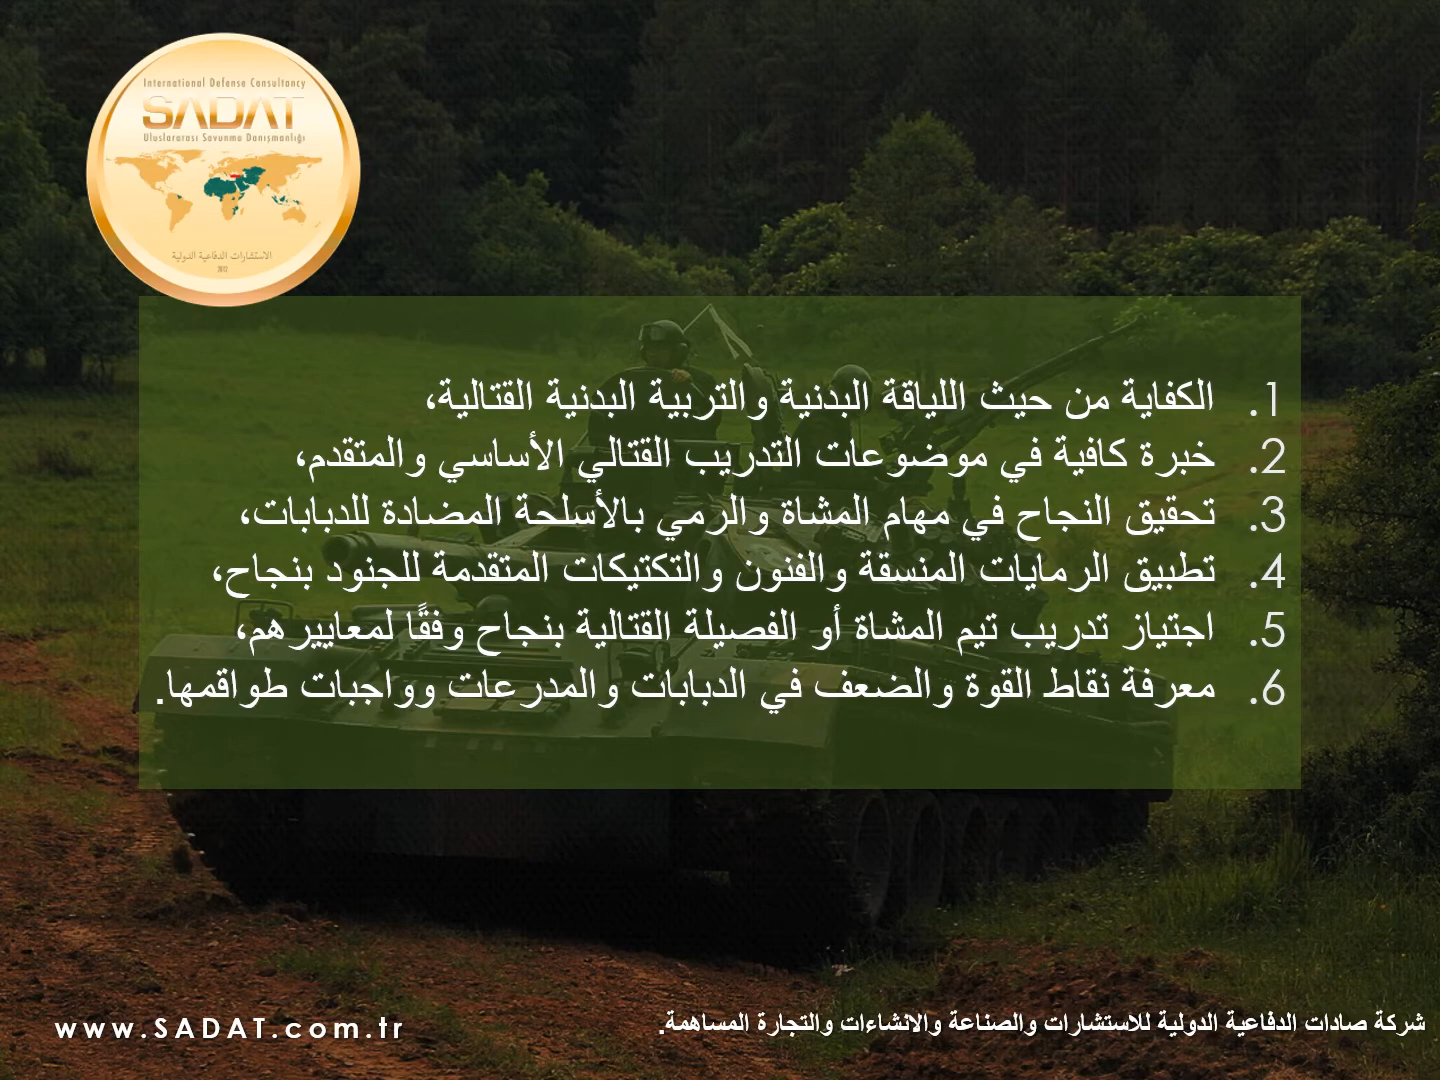 International Defense Consultancy
SADAT
Uluslararası Savunma Danışmanlığı
الاستشارات الدفاعية الدولية
2012
1. الكفاية من حيث اللياقة البدنية والتربية البدنية القتالية،
2. خبرة كافية في موضوعات التدريب القتالي الأساسي والمتقدم،
3. تحقيق النجاح في مهام المشاة والرمي بالأسلحة المضادة للدبابات،
4. تطبيق الرمايات المنسقة والفنون والتكتيكات المتقدمة للجنود بنجاح،
5. اجتياز تدريب تيم المشاة أو الفصيلة القتالية بنجاح وفقًا لمعاييرهم،
6. معرفة نقاط القوة والضعف في الدبابات والمدرعات وواجبات طواقمها.
شركة صادات الدفاعية الدولية للاستشارات والصناعة والانشاءات والتجارة المساهمة.
www.SADAT.com.tr